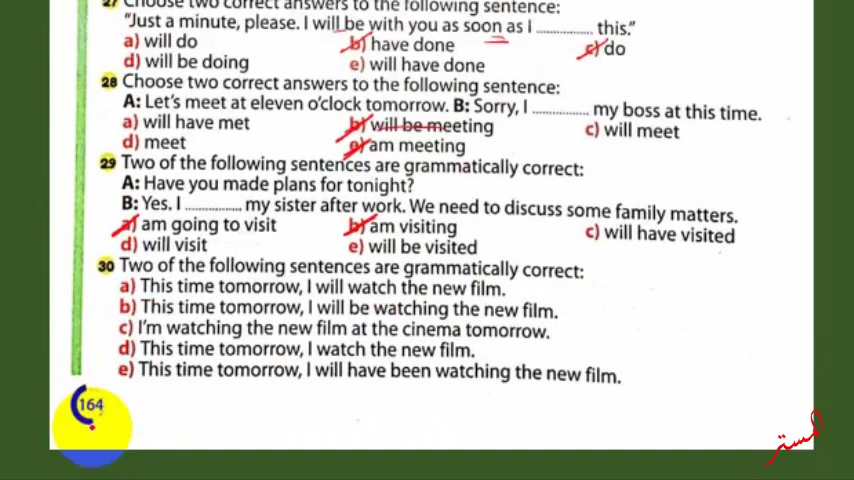 27 Choose two correct answers to the following sentence:
"Just a minute, please. I will be with you as soon as I .............. this."
a) will do b) have done c) do
d) will be doing e) will have done
28 Choose two correct answers to the following sentence:
A: Let's meet at eleven o'clock tomorrow. B: Sorry, I .............. my boss at this time.
a) will have met b) will be meeting c) will meet
d) meet e) am meeting
29 Two of the following sentences are grammatically correct:
A: Have you made plans for tonight?
B: Yes. I .............. my sister after work. We need to discuss some family matters.
a) am going to visit b) am visiting c) will have visited
d) will visit e) will be visited
30 Two of the following sentences are grammatically correct:
a) This time tomorrow, I will watch the new film.
b) This time tomorrow, I will be watching the new film.
c) I'm watching the new film at the cinema tomorrow.
d) This time tomorrow, I watch the new film.
e) This time tomorrow, I will have been watching the new film.
164
المستر